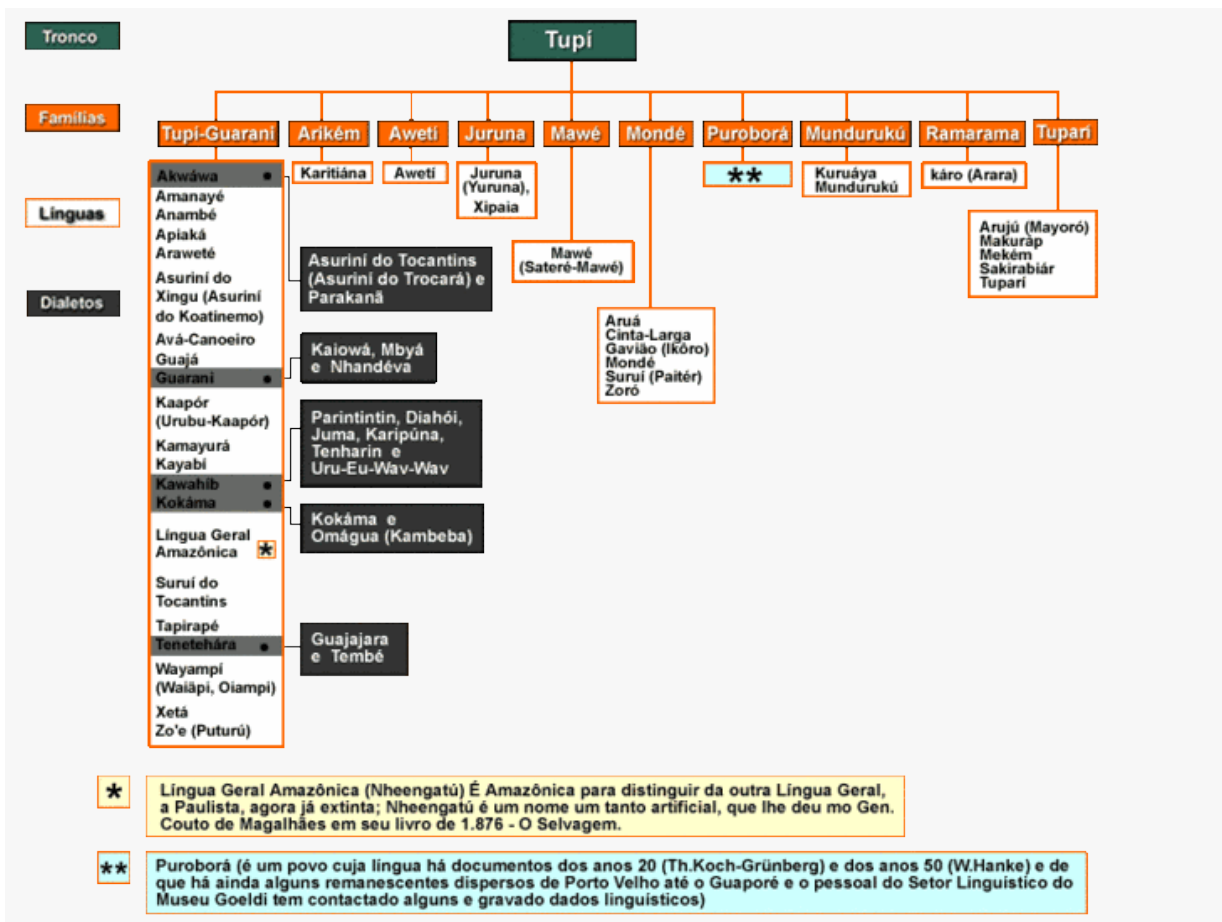 Tronco
Tupí
Famílias
Tupí-Guaraní
Arikém
Awetí
Juruna
Mawé
Mondé
Puroborá
Mundurukú
Ramarama
Tuparí
Línguas
Dialetos
Akwáwa
Amanayé
Anambé
Apiaká
Araweté
Asuriní do
Xingu (Asuriní
do Koatinemo)
Avá-Canoeiro
Guajá
Guarani
Kaapór
(Urubu-Kaapór)
Kamayurá
Kayabí
Kawahíb
Kokáma
Língua Geral
Amazônica *
Suruí do
Tocantins
Tapirapé
Tenetehára
Wayampí
(Waiãpi, Oiampi)
Xetá
Zo'e (Puturú)
Asuriní do Tocantins
(Asuriní do Trocará) e
Parakanã
Kaiowá, Mbyá
e Nhandéva
Parintintin, Diahói,
Juma, Karipúna,
Tenharin e
Uru-Eu-Wav-Wav
Kokáma e
Omágua (Kambeba)
Guajajara
e Tembé
Karitiána
Awetí
Juruna
(Yuruna),
Xipaia
Mawé
(Sateré-Mawé)
Aruá
Cinta-Larga
Gavião (Ikôro)
Mondé
Suruí (Paitér)
Zoró
**
Kuruáya
Mundurukú
káro (Arara)
Arujú (Mayoró)
Makuràp
Mekém
Sakirabiár
Tuparí
*
Língua Geral Amazônica (Nheengatú) É Amazônica para distinguir da outra Língua Geral,
a Paulista, agora já extinta; Nheengatú é um nome um tanto artificial, que lhe deu mo Gen.
Couto de Magalhães em seu livro de 1.876 - O Selvagem.
**
Puroborá (é um povo cuja língua há documentos dos anos 20 (Th.Koch-Grünberg) e dos anos 50 (W.Hanke) e de
que há ainda alguns remanescentes dispersos de Porto Velho até o Guaporé e o pessoal do Setor Linguístico do
Museu Goeldi tem contactado alguns e gravado dados linguísticos)